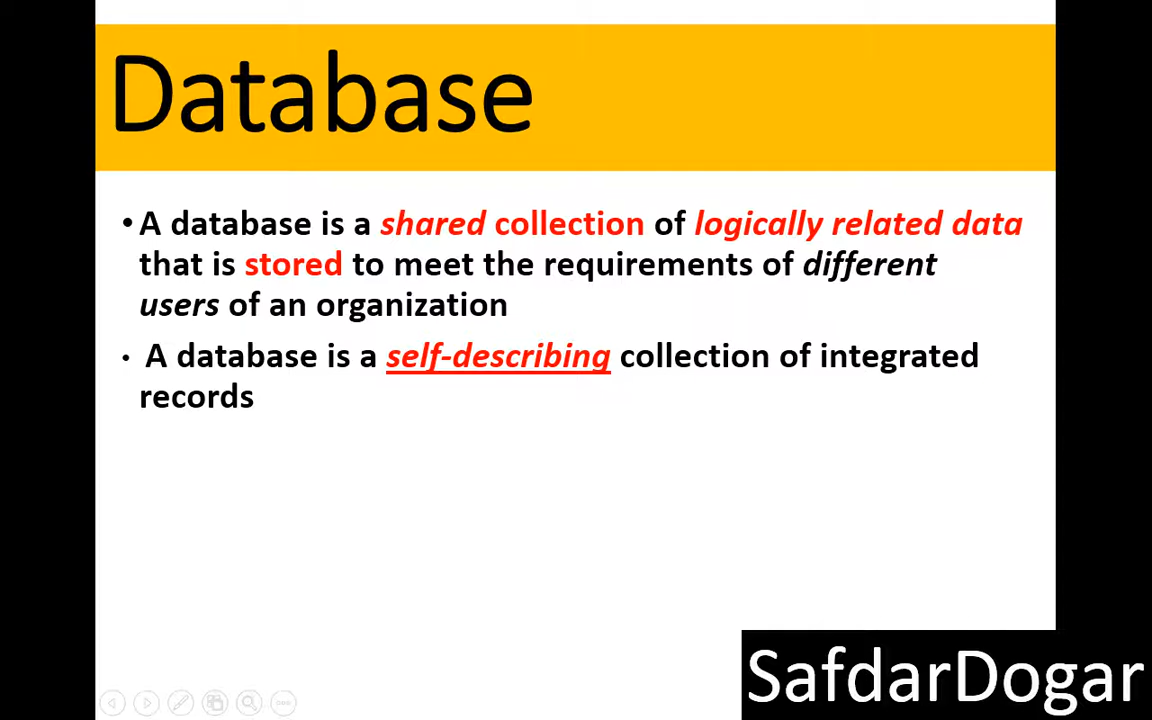 Database
• A database is a shared collection of logically related data
that is stored to meet the requirements of different
users of an organization
• A database is a self-describing collection of integrated
records
SafdarDogar